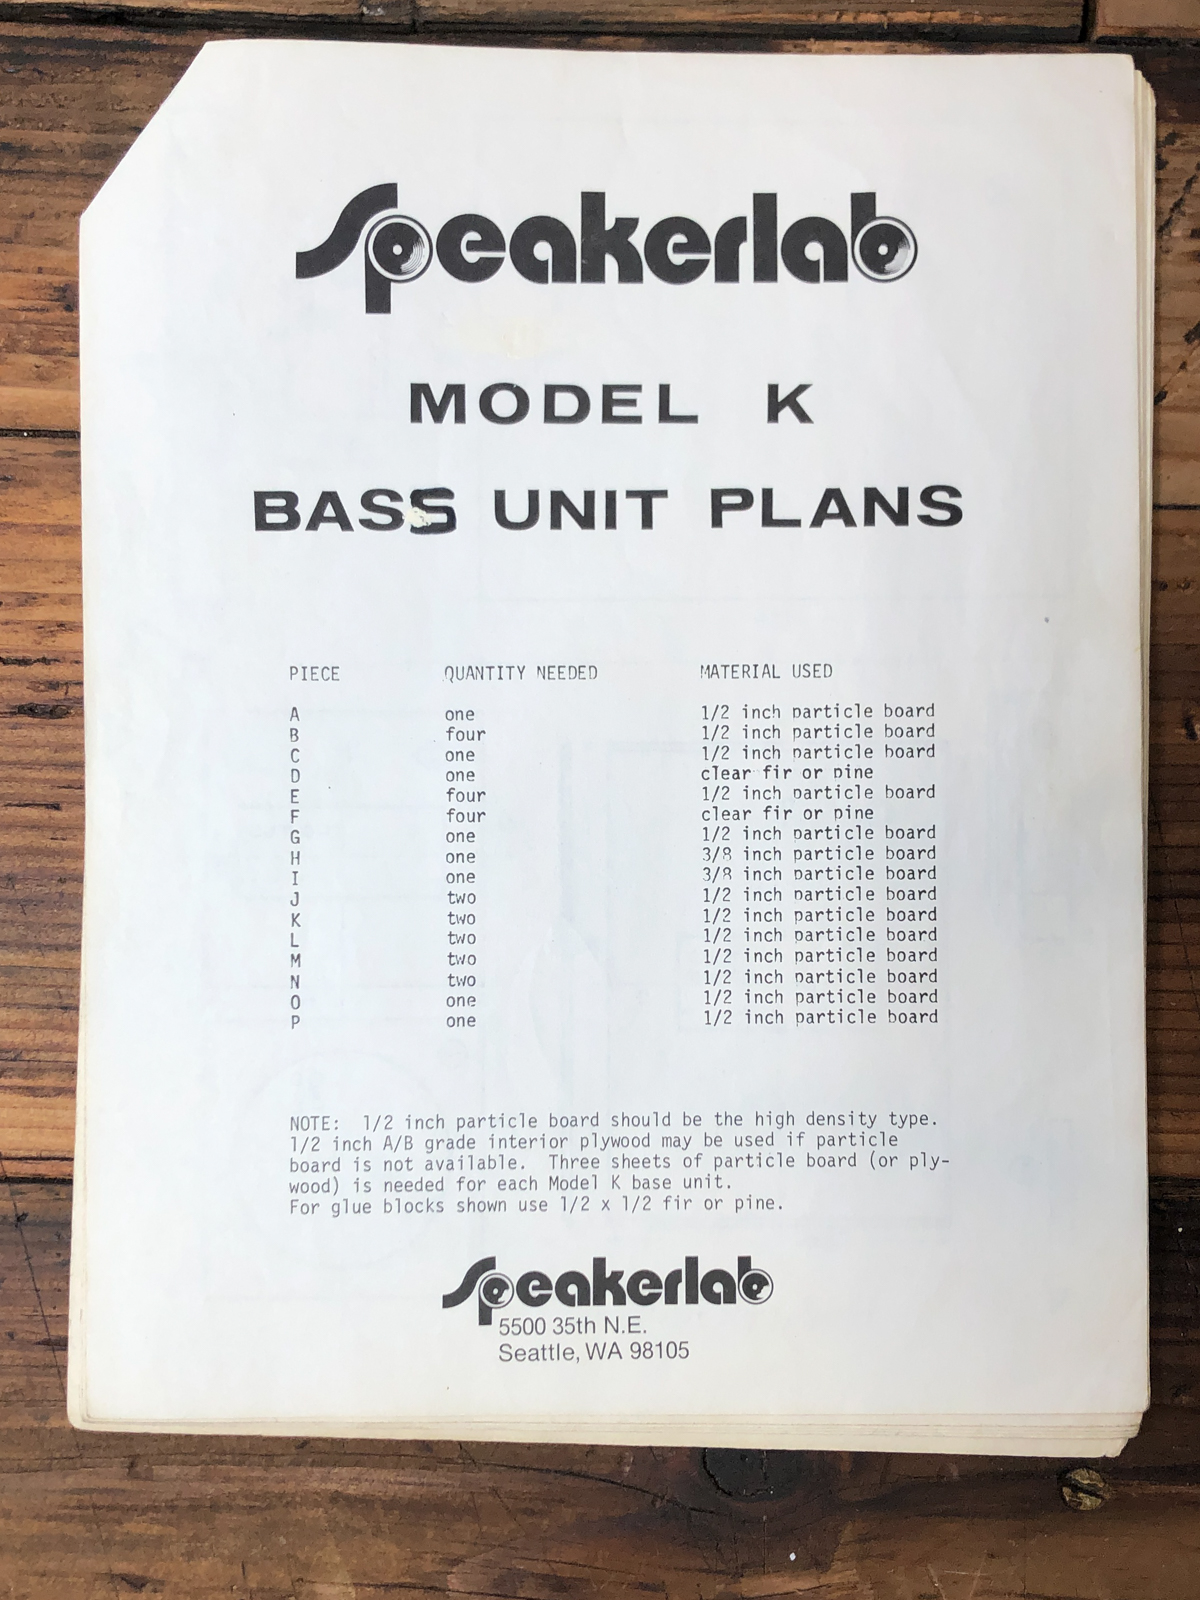 Speakerlab
MODEL K
BASS UNIT PLANS
PIECE QUANTITY NEEDED MATERIAL USED
A one 1/2 inch particle board
B four 1/2 inch particle board
C one 1/2 inch particle board
D one clear fir or pine
E four 1/2 inch particle board
F four clear fir or pine
G one 1/2 inch particle board
H one 3/8 inch particle board
I one 3/8 inch particle board
J two 1/2 inch particle board
K two 1/2 inch particle board
L two 1/2 inch particle board
M two 1/2 inch particle board
N two 1/2 inch particle board
O one 1/2 inch particle board
P one 1/2 inch particle board
NOTE: 1/2 inch particle board should be the high density type.
1/2 inch A/B grade interior plywood may be used if particle
board is not available. Three sheets of particle board (or ply-
wood) is needed for each Model K base unit.
For glue blocks shown use 1/2 x 1/2 fir or pine.
Speakerlab
5500 35th N.E.
Seattle, WA 98105